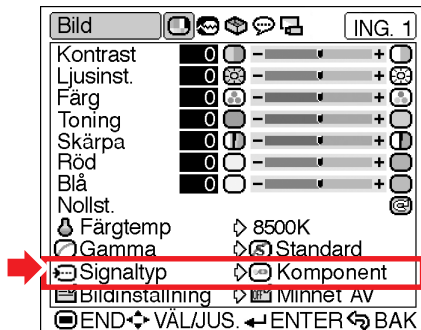 Bild ING. 1
Kontrast 0 - +
Ljusinst. 0 - +
Färg 0 - +
Toning 0 - +
Skärpa 0 - +
Röd 0 - +
Blå 0 - +
Nollst.
Färgtemp 8500K
Gamma S Standard
Signaltyp Komponent
Bildinställning OFF Minnet AV
END VÄL/JUS. ENTER BAK